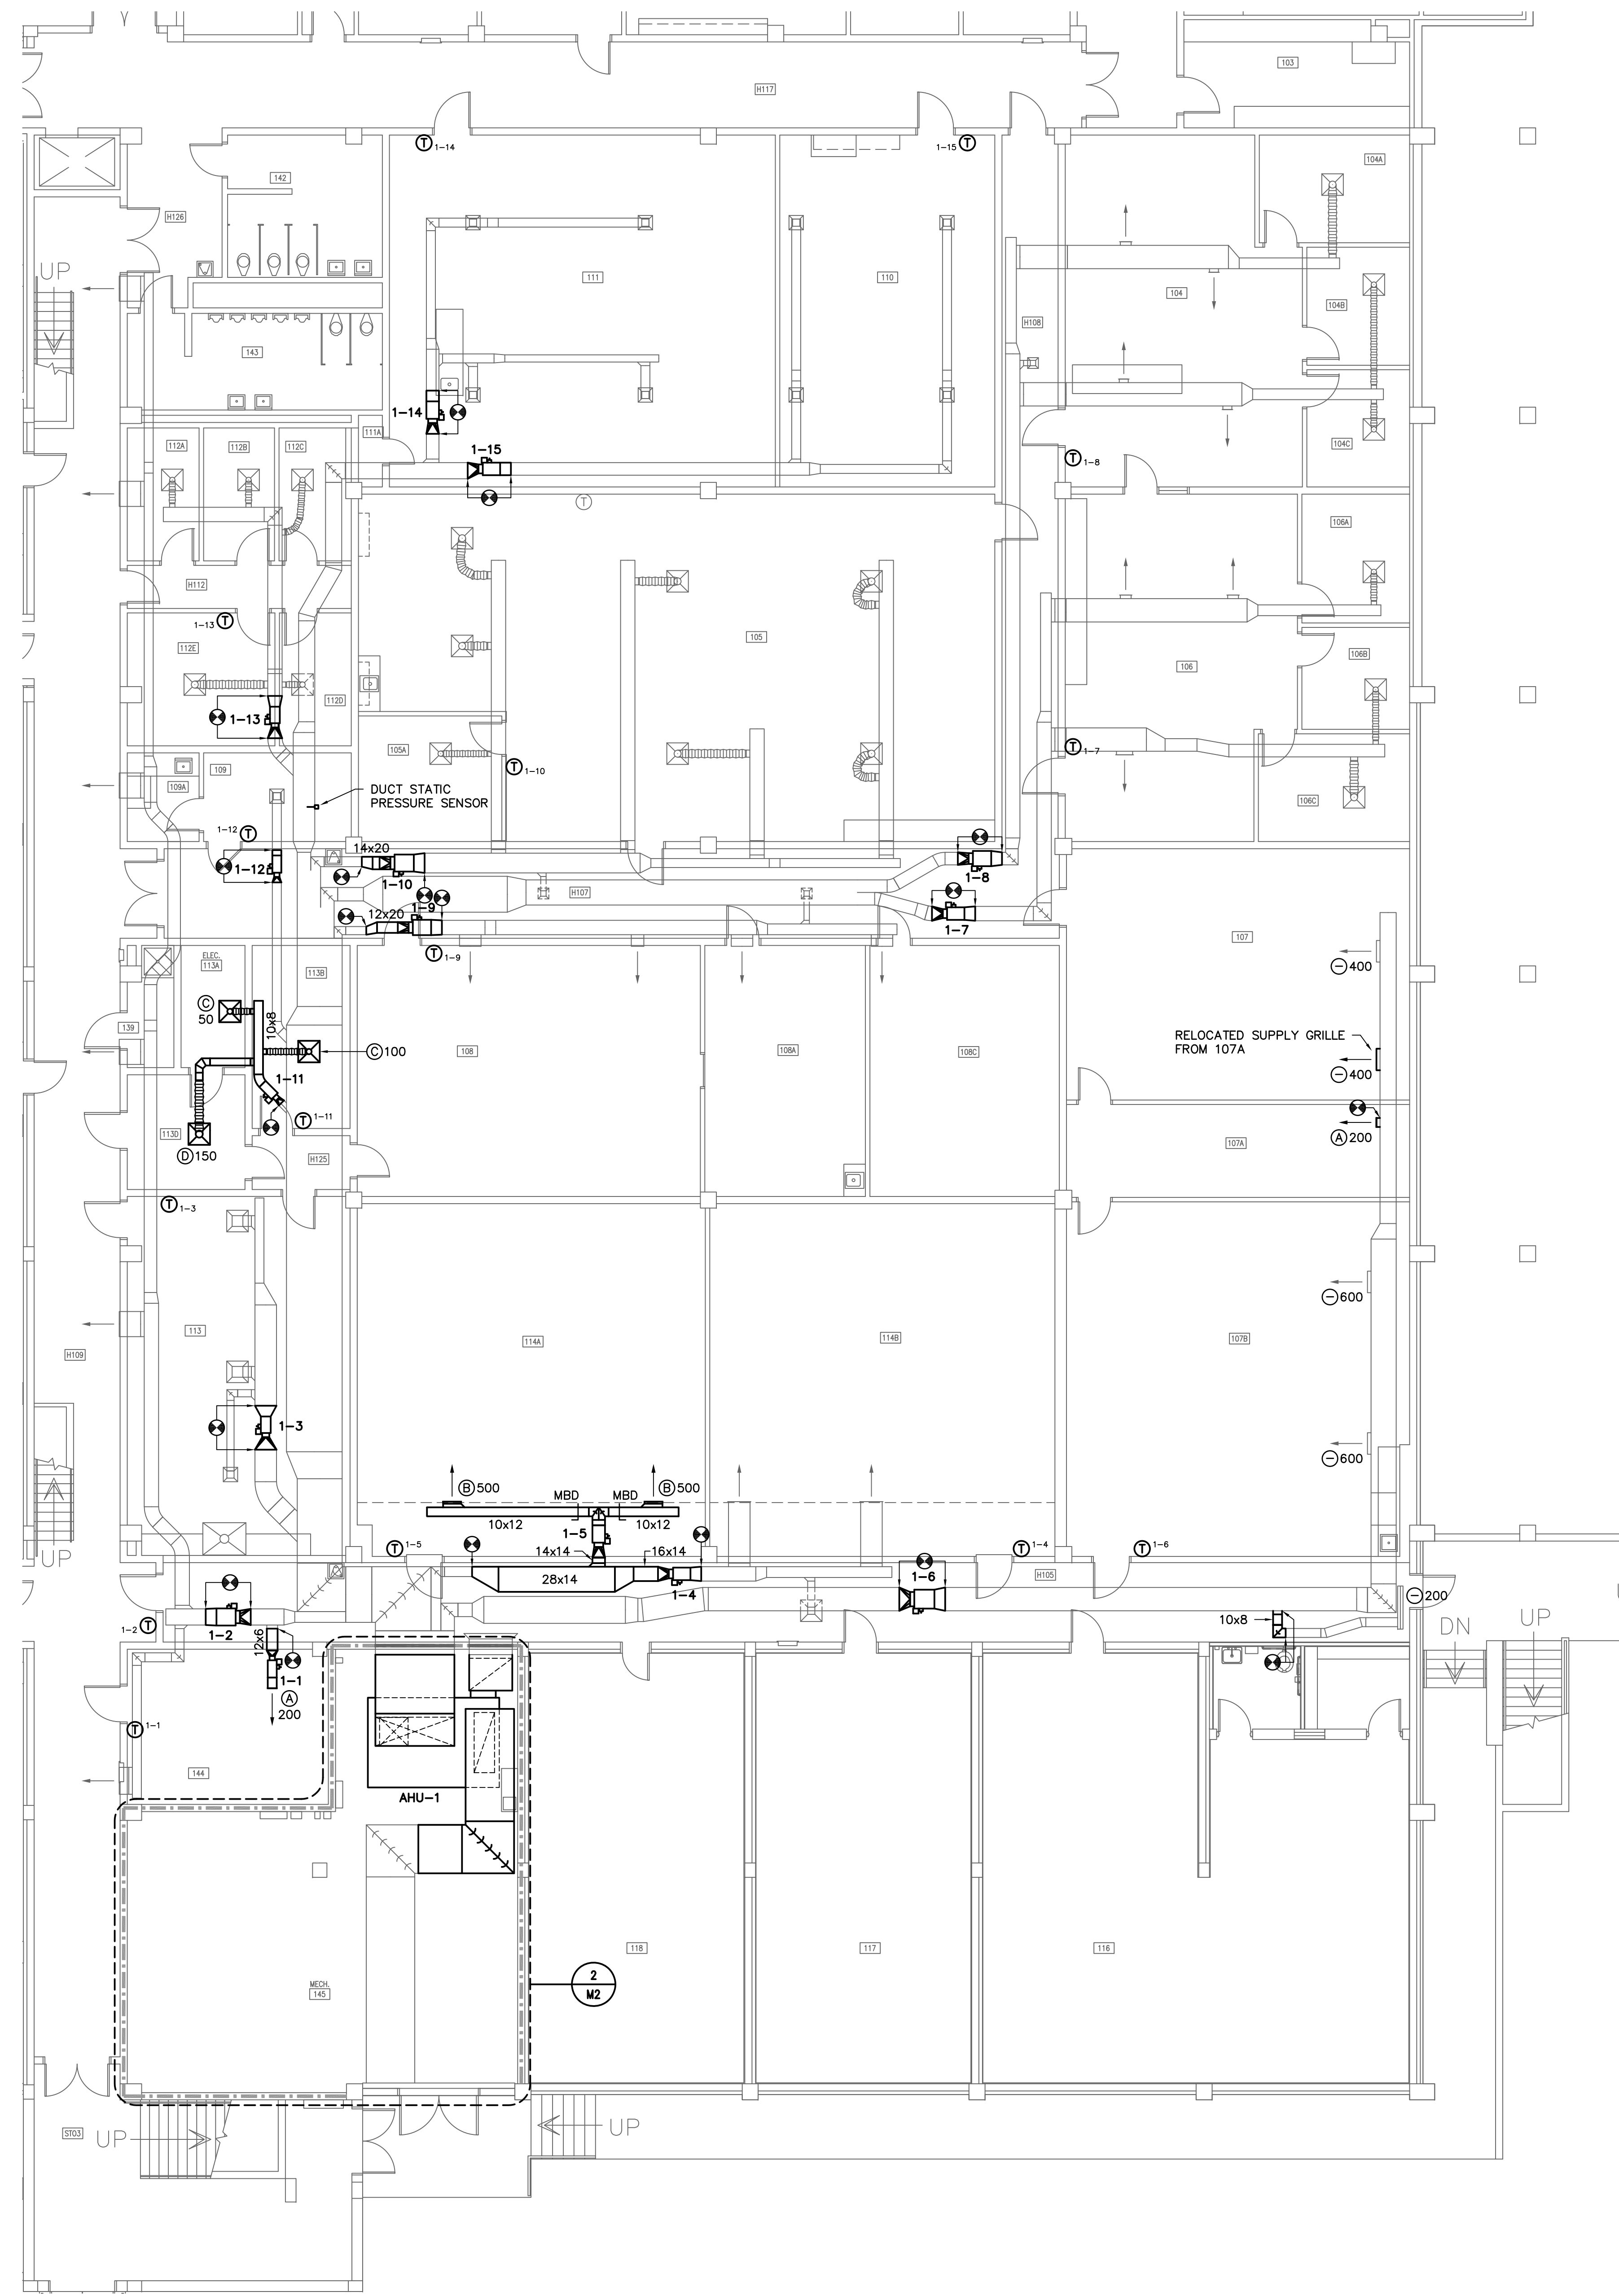 103
H117
T 1-14
1-15 T
104A
142
H126
UP
111
110
104
104B
H108
143
1-14
111A
1-15
112A
112B
112C
104C
T 1-8
T
106A
H112
1-13 T
105
112E
106
106B
112D
1-13
105A
T 1-10
T 1-7
109
109A
DUCT STATIC
PRESSURE SENSOR
106C
1-12 T
1-12
14x20
1-10
1-8
H107
1-9
12x20
1-7
T 1-9
107
ELEC.
113A
113B
400
C
50
10x8
139
C 100
108
108A
108C
RELOCATED SUPPLY GRILLE
FROM 107A
400
1-11
T 1-11
113D
A 200
107A
D 150
H125
T 1-3
600
113
114A
114B
107B
H109
1-3
600
B 500
B 500
MBD
MBD
10x12
10x12
1-5
UP
T 1-5
14x14
16x14
T 1-4
T 1-6
28x14
1-4
1-6
H105
200
1-2 T
1-2
12x6
10x8
DN
UP
1-1
A
200
T 1-1
144
AHU-1
118
117
116
2
M2
MECH.
145
ST03
UP
UP